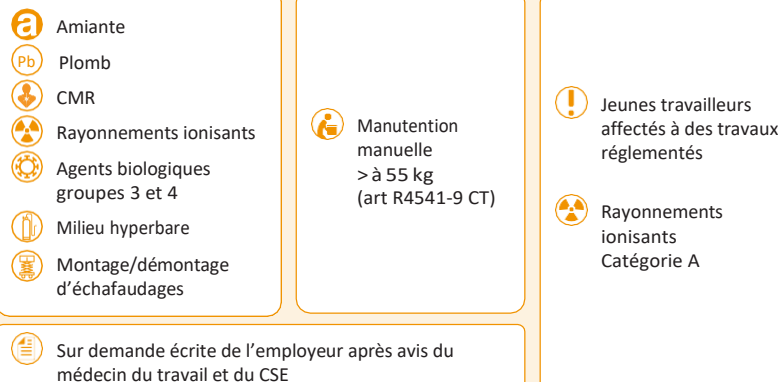 a Amiante
Pb Plomb
CMR
Rayonnements ionisants
Agents biologiques
groupes 3 et 4
Milieu hyperbare
Montage/démontage
d’échafaudages
Manutention
manuelle
> à 55 kg
(art R4541-9 CT)
! Jeunes travailleurs
affectés à des travaux
réglementés
Rayonnements
ionisants
Catégorie A
Sur demande écrite de l’employeur après avis du
médecin du travail et du CSE